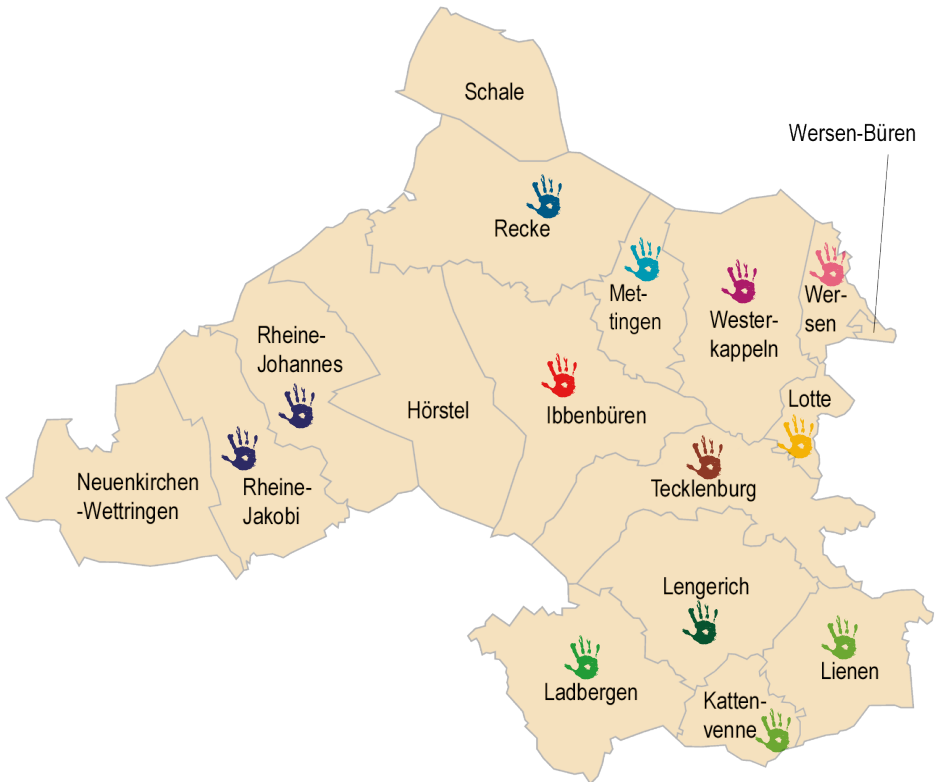 Schale
Wersen-Büren
Recke
Met-
tingen
Wester-
kappeln
Wer-
sen
Rheine-
Johannes
Hörstel
Ibbenbüren
Lotte
Neuenkirchen
-Wettringen
Rheine-
Jakobi
Tecklenburg
Lengerich
Ladbergen
Katten-
venne
Lienen